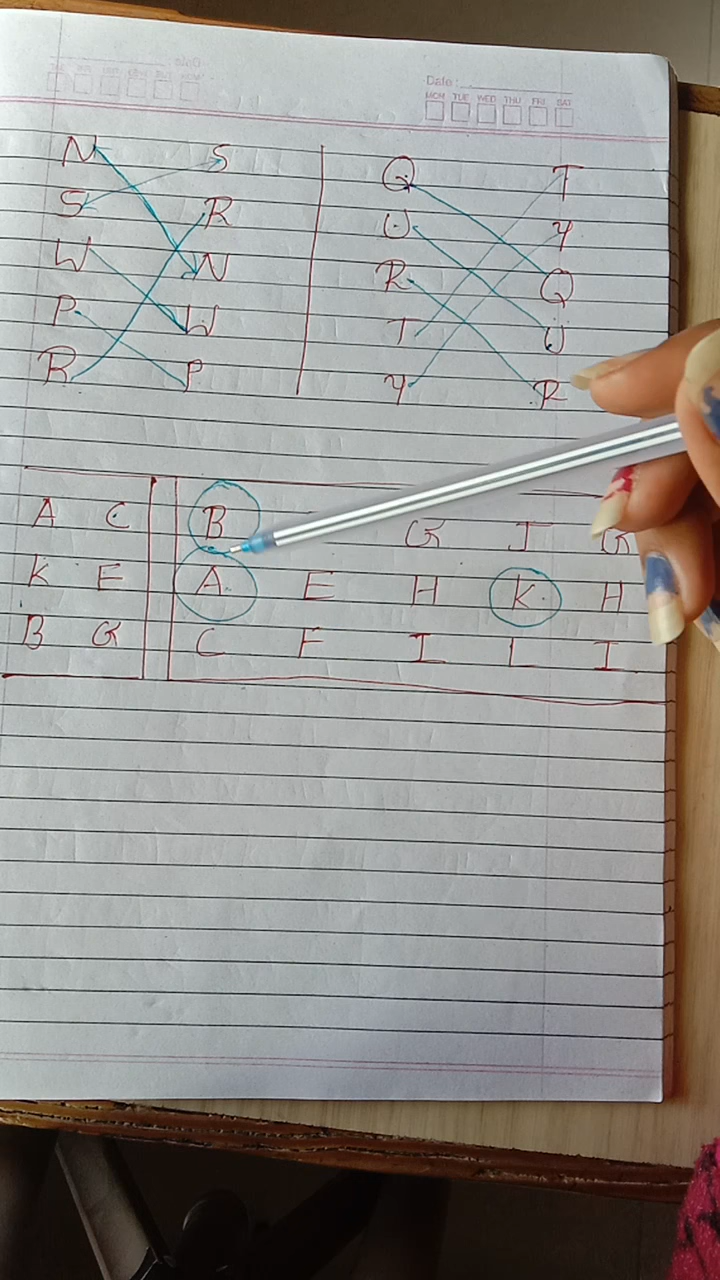 Date :
MON TUE WED THU FRI SAT
N S Q T
S R U Y
W N R Q
P W T U
R P Y R
A C B G J G
K E A E H K H
B G C F I L I